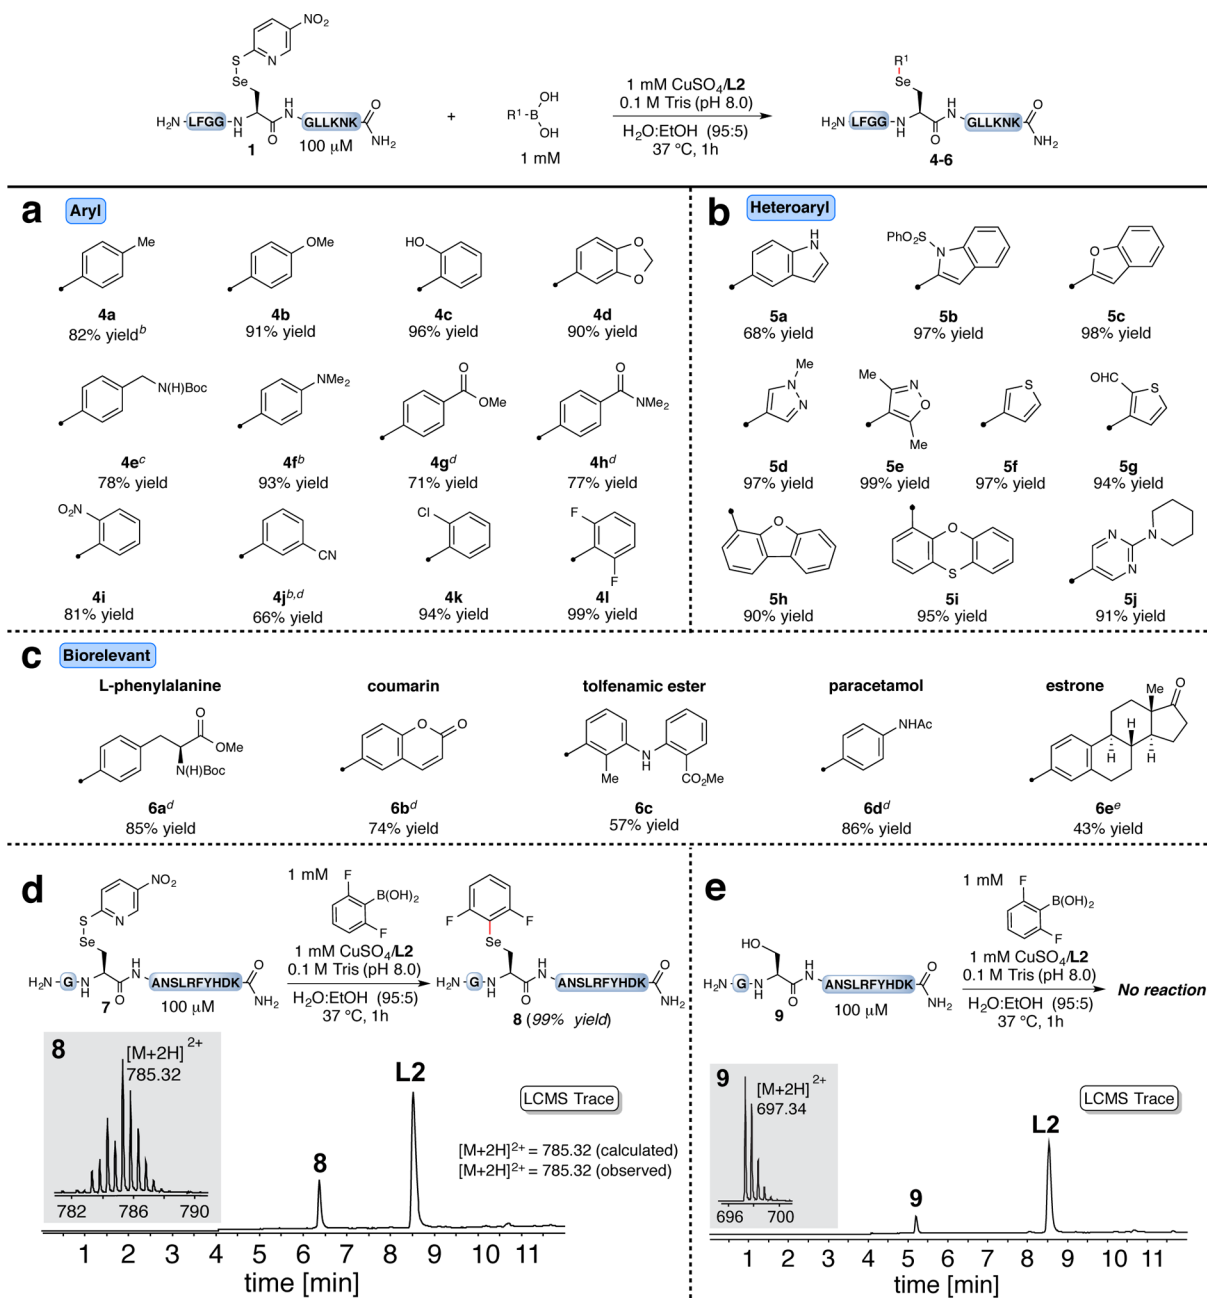 NO₂
S
N
Se
H₂N
LFGG
N
H
O
H
N
GLLKNK
O
NH₂
1
100 µM
+
OH
R¹-B
OH
1 mM
1 mM CuSO₄/L2
0.1 M Tris (pH 8.0)
H₂O:EtOH (95:5)
37 °C, 1h
R¹
Se
H₂N
LFGG
N
H
O
H
N
GLLKNK
O
NH₂
4-6
a Aryl
Me
OMe
HO
O
O
4a
4b
4c
4d
82% yieldᵇ
91% yield
96% yield
90% yield
N(H)Boc
NMe₂
O
OMe
O
NMe₂
4eᶜ
4fᵇ
4gᵈ
4hᵈ
78% yield
93% yield
71% yield
77% yield
O₂N
CN
Cl
F
F
4i
4jᵇ,ᵈ
4k
4l
81% yield
66% yield
94% yield
99% yield
b Heteroaryl
H
N
PhO₂S
N
O
5a
5b
5c
68% yield
97% yield
98% yield
Me
N
N
Me
N
O
Me
S
OHC
S
5d
5e
5f
5g
97% yield
99% yield
97% yield
94% yield
O
O
S
N
N
N
5h
5i
5j
90% yield
95% yield
91% yield
c Biorelevant
L-phenylalanine
coumarin
tolfenamic ester
paracetamol
estrone
O
OMe
N(H)Boc
O
O
Me
N
H
CO₂Me
NHAc
Me
O
H
H
H
6aᵈ
6bᵈ
6c
6dᵈ
6eᵉ
85% yield
74% yield
57% yield
86% yield
43% yield
d
NO₂
S
N
Se
H₂N
G
N
H
O
H
N
ANSLRFYHDK
O
NH₂
7
100 µM
1 mM
F
B(OH)₂
F
1 mM CuSO₄/L2
0.1 M Tris (pH 8.0)
H₂O:EtOH (95:5)
37 °C, 1h
F
F
Se
H₂N
G
N
H
O
H
N
ANSLRFYHDK
O
NH₂
8 (99% yield)
8
[M+2H] ²⁺
785.32
782 786 790
8
L2
LCMS Trace
[M+2H]²⁺ = 785.32 (calculated)
[M+2H]²⁺ = 785.32 (observed)
1 2 3 4 5 6 7 8 9 10 11
time [min]
e
HO
H₂N
G
N
H
O
H
N
ANSLRFYHDK
O
NH₂
9
100 µM
1 mM
F
B(OH)₂
F
1 mM CuSO₄/L2
0.1 M Tris (pH 8.0)
H₂O:EtOH (95:5)
37 °C, 1h
No reaction
9
[M+2H] ²⁺
697.34
696 700
9
L2
LCMS Trace
1 2 3 4 5 6 7 8 9 10 11
time [min]